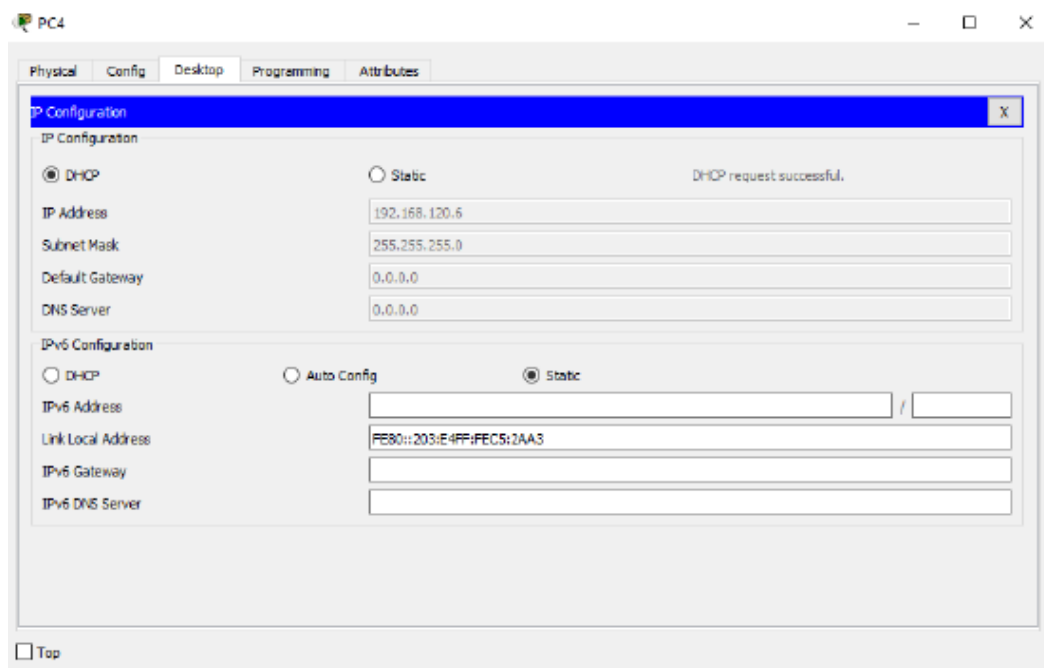 PC4
Physical Config Desktop Programming Attributes
IP Configuration X
IP Configuration
DHCP Static DHCP request successful.
IP Address 192.168.120.6
Subnet Mask 255.255.255.0
Default Gateway 0.0.0.0
DNS Server 0.0.0.0
IPv6 Configuration
DHCP Auto Config Static
IPv6 Address /
Link Local Address FE80::203:E4FF:FEC5:2AA3
IPv6 Gateway
IPv6 DNS Server
Top